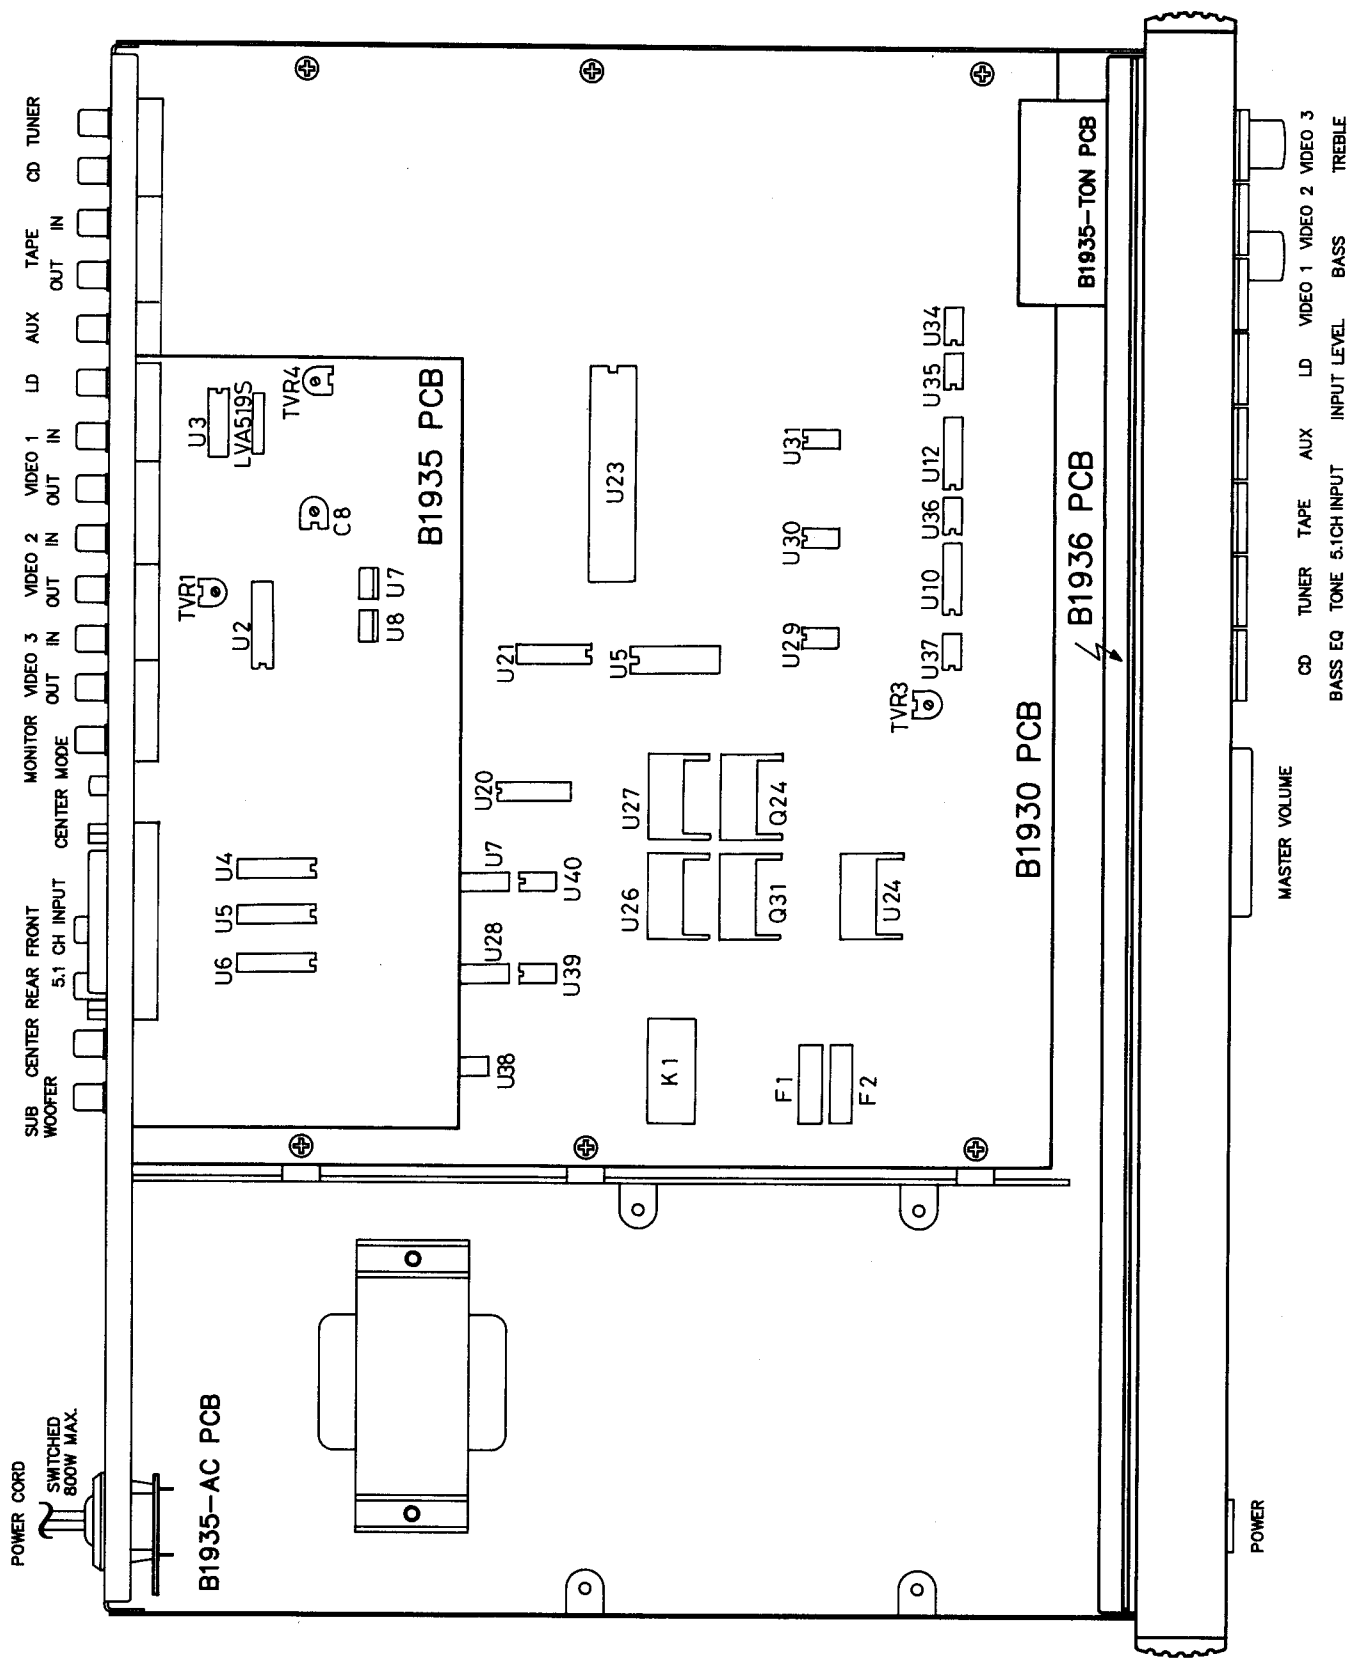 POWER CORD
SWITCHED
800W MAX.
SUB
WOOFER
CENTER REAR FRONT
5.1 CH INPUT
CENTER MODE
MONITOR
VIDEO 3
OUT IN
VIDEO 2
OUT IN
VIDEO 1
OUT IN
LD
AUX
TAPE
OUT IN
CD TUNER
B1935-AC PCB
U6
U5
U4
U2
TVR1
U3
LVA519S
TVR4
C8
U8
U7
B1935 PCB
U38
U28
U7
U39
U40
U20
U21
U5
U23
K1
U26
U27
Q31
Q24
F1
F2
U24
U29
U30
U31
TVR3
U37
U10
U36
U12
U35
U34
B1930 PCB
B1936 PCB
B1935-TON PCB
POWER
MASTER VOLUME
CD TUNER TAPE AUX LD VIDEO 1 VIDEO 2 VIDEO 3
BASS EQ TONE 5.1CH INPUT INPUT LEVEL BASS TREBLE